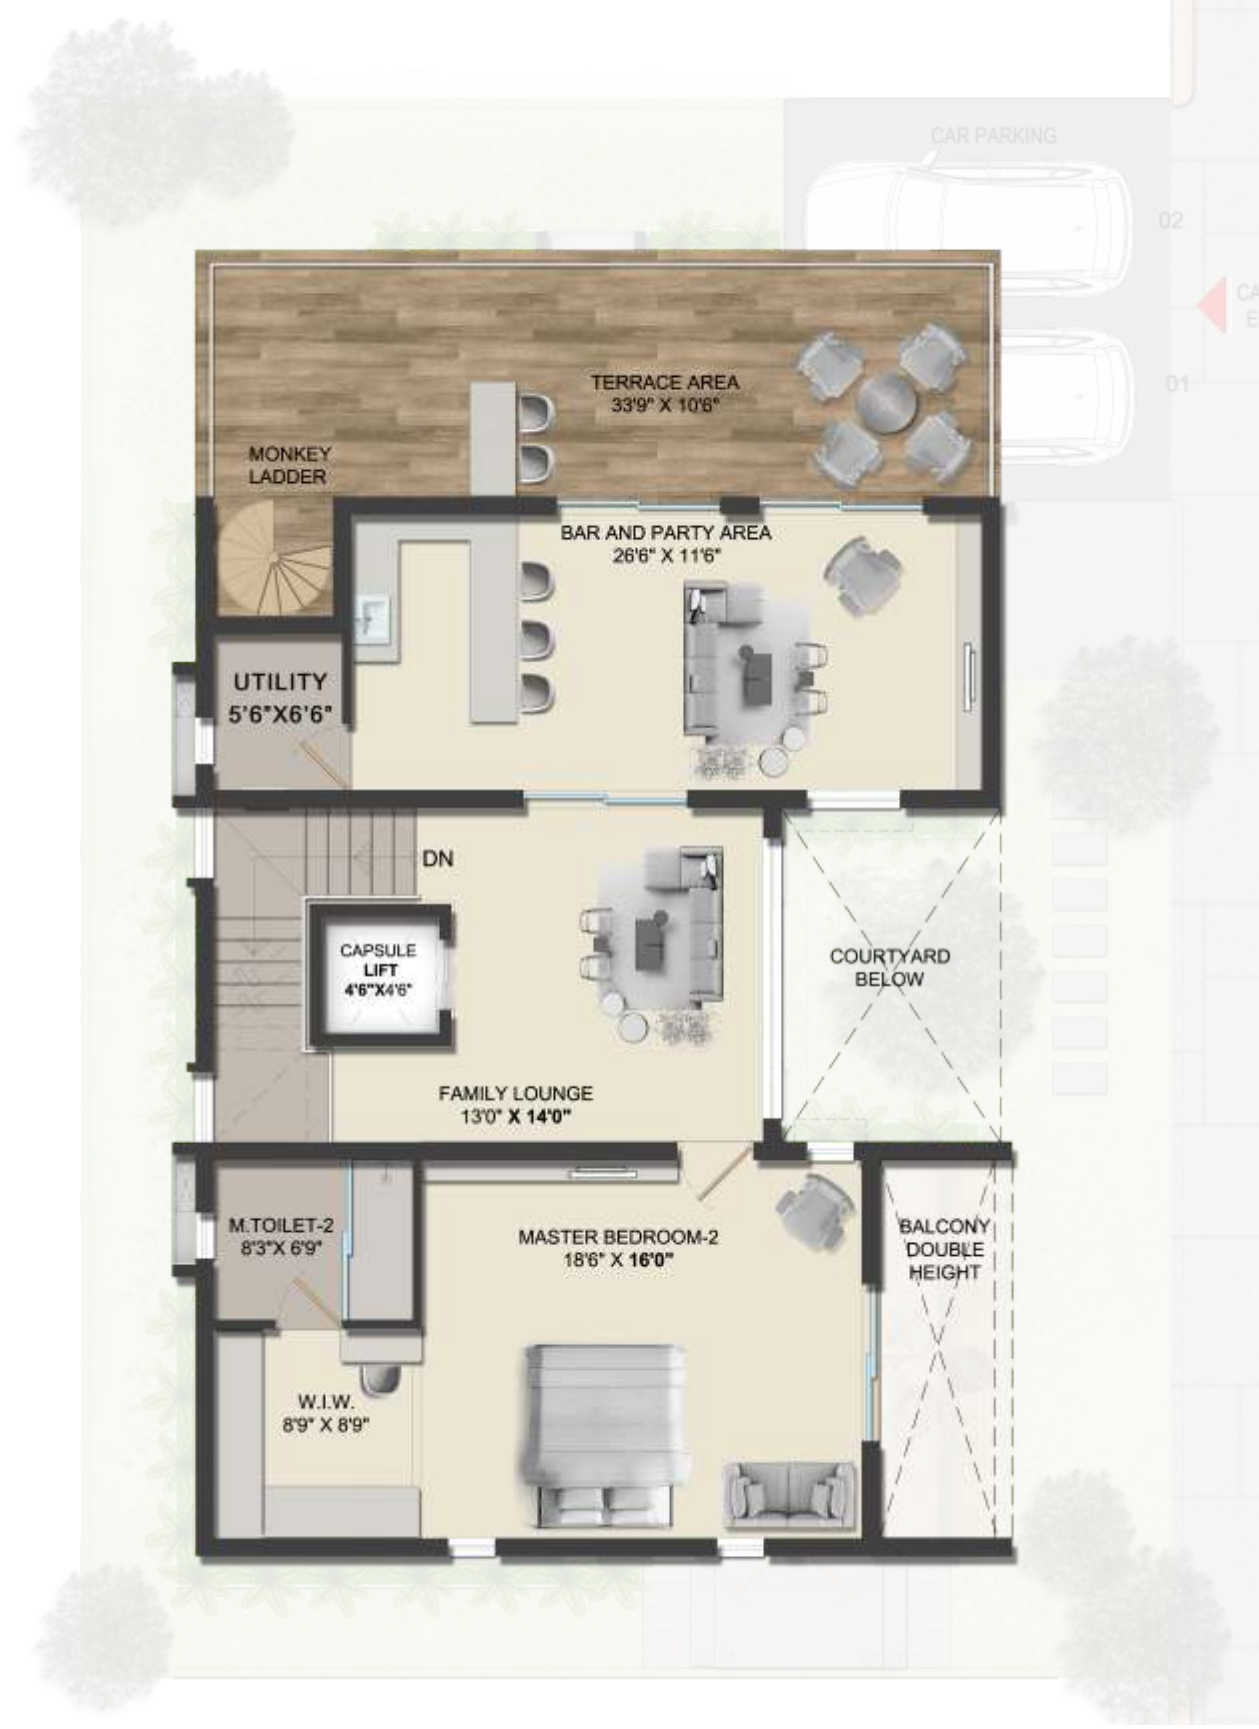 CAR PARKING
02
CA
E
01
TERRACE AREA
33'9" X 10'6"
MONKEY
LADDER
BAR AND PARTY AREA
26'6" X 11'6"
UTILITY
5'6"X6'6"
DN
CAPSULE
LIFT
4'6"X4'6"
COURTYARD
BELOW
FAMILY LOUNGE
13'0" X 14'0"
M.TOILET-2
8'3"X 6'9"
MASTER BEDROOM-2
18'6" X 16'0"
BALCONY
DOUBLE
HEIGHT
W.I.W.
8'9" X 8'9"